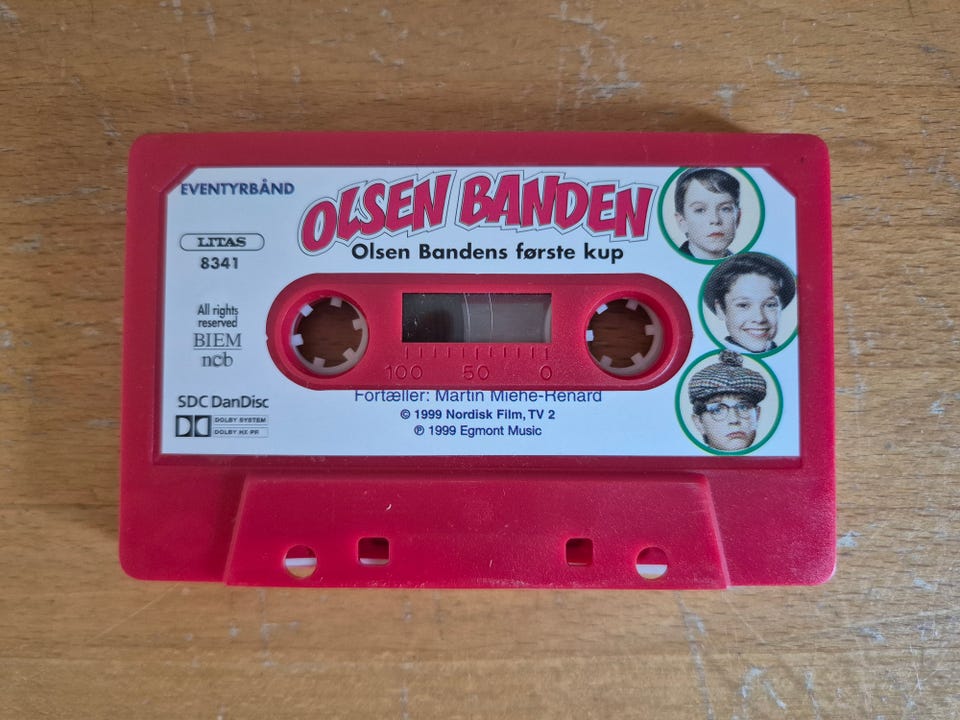 EVENTYRBÅND
OLSEN BANDEN
Olsen Bandens første kup
LITAS
8341
All rights
reserved
BIEM
ncb
SDC DanDisc
DOLBY SYSTEM
DOLBY HX PR
100 50 0
Fortæller: Martin Miehe-Renard
© 1999 Nordisk Film, TV 2
℗ 1999 Egmont Music